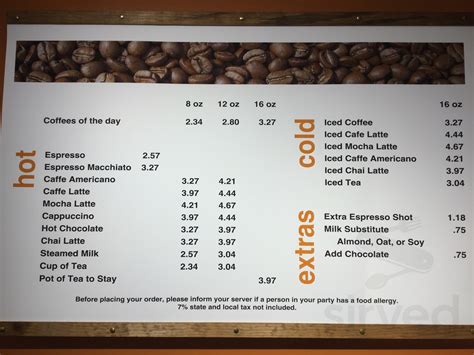 8 oz 12 oz 16 oz
Coffees of the day 2.34 2.80 3.27
hot
Espresso 2.57
Espresso Macchiato 3.27
Caffe Americano 3.27 4.21
Caffe Latte 3.97 4.44
Mocha Latte 4.21 4.67
Cappuccino 3.97 4.44
Hot Chocolate 3.27 3.97
Chai Latte 3.27 3.97
Steamed Milk 2.57 3.04
Cup of Tea 2.34 3.04
Pot of Tea to Stay 3.97
cold
16 oz
Iced Coffee 3.27
Iced Cafe Latte 4.44
Iced Mocha Latte 4.67
Iced Caffe Americano 4.21
Iced Chai Latte 3.97
Iced Tea 3.04
extras
Extra Espresso Shot 1.18
Milk Substitute .75
Almond, Oat, or Soy
Add Chocolate .75
Before placing your order, please inform your server if a person in your party has a food allergy.
7% state and local tax not included.
sirved